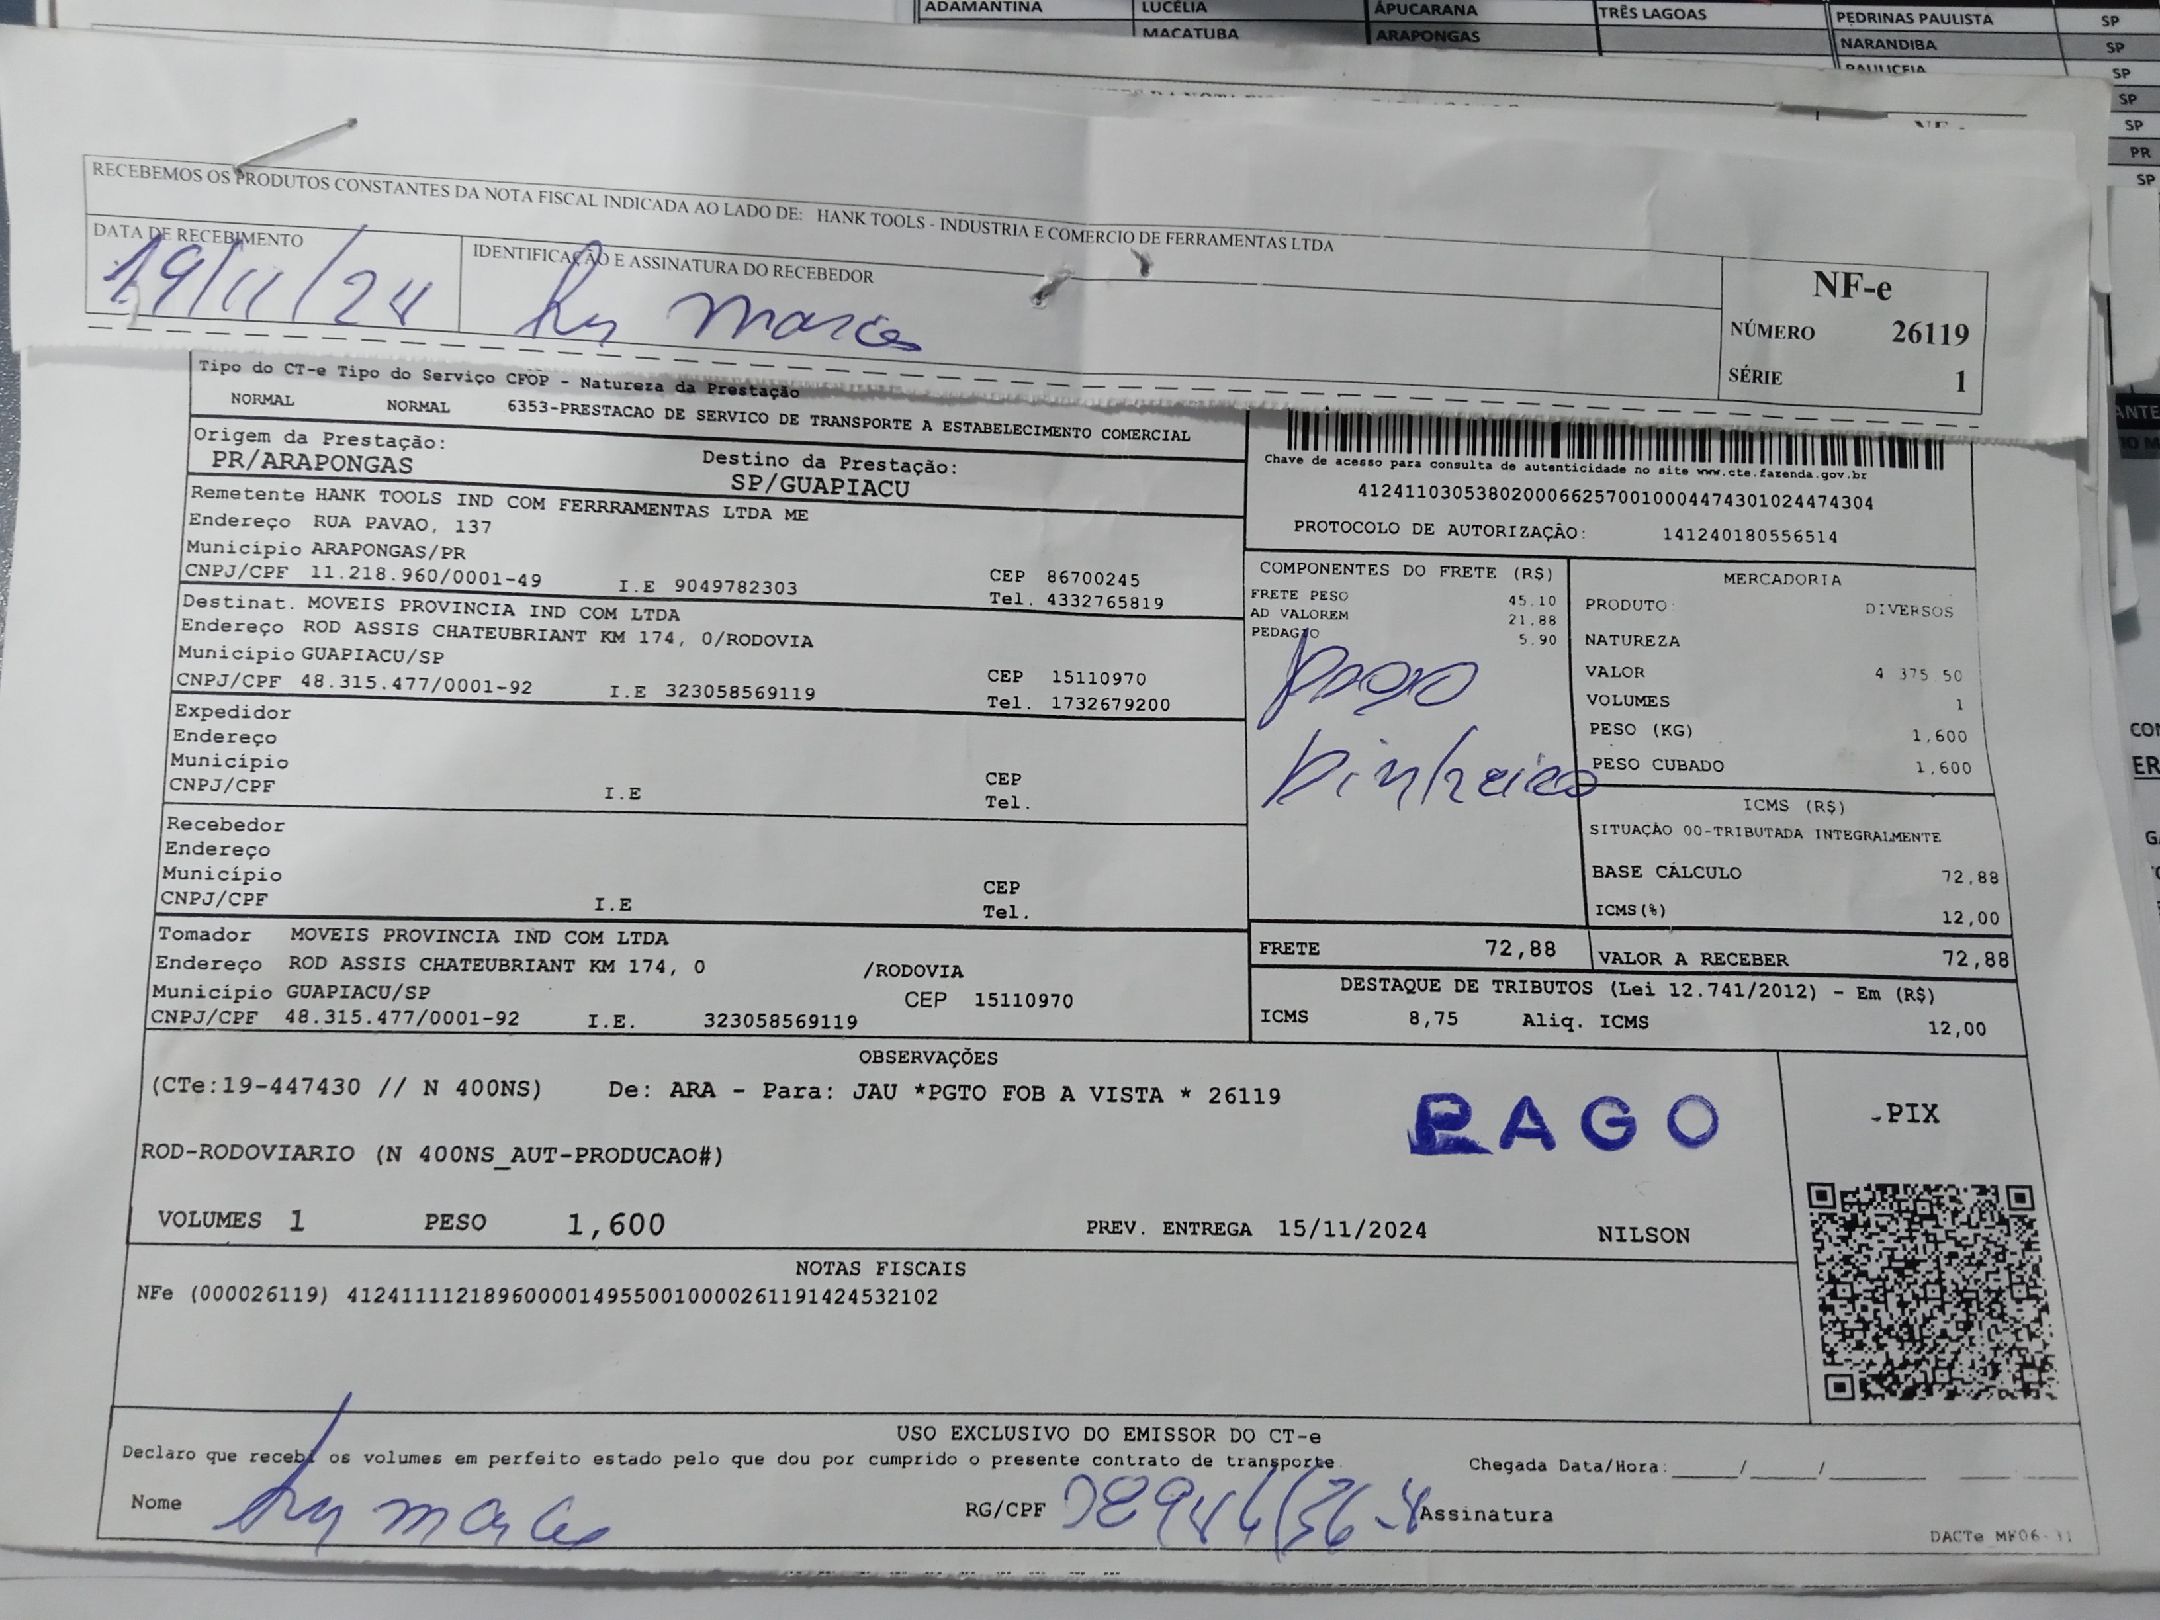 ADAMANTINA LUCÉLIA APUCARANA TRÊS LAGOAS PEDRINAS PAULISTA SP
MACATUBA ARAPONGAS NARANDIBA SP
PAULICEIA SP
SP
SP
PR
SP
RECEBEMOS OS PRODUTOS CONSTANTES DA NOTA FISCAL INDICADA AO LADO DE: HANK TOOLS - INDUSTRIA E COMERCIO DE FERRAMENTAS LTDA
DATA DE RECEBIMENTO IDENTIFICAÇÃO E ASSINATURA DO RECEBEDOR
19/11/24
NF-e
NÚMERO 26119
SÉRIE 1
Tipo do CT-e Tipo do Serviço CFOP - Natureza da Prestação
NORMAL NORMAL 6353-PRESTACAO DE SERVICO DE TRANSPORTE A ESTABELECIMENTO COMERCIAL
Origem da Prestação: Destino da Prestação:
PR/ARAPONGAS SP/GUAPIACU
Chave de acesso para consulta de autenticidade no site www.cte.fazenda.gov.br
41241103053802000662570010004474301024474304
PROTOCOLO DE AUTORIZAÇÃO: 141240180556514
Remetente HANK TOOLS IND COM FERRRAMENTAS LTDA ME
Endereço RUA PAVAO, 137
Município ARAPONGAS/PR CEP 86700245
CNPJ/CPF 11.218.960/0001-49 I.E 9049782303 Tel. 4332765819
Destinat. MOVEIS PROVINCIA IND COM LTDA
Endereço ROD ASSIS CHATEUBRIANT KM 174, 0/RODOVIA
Município GUAPIACU/SP CEP 15110970
CNPJ/CPF 48.315.477/0001-92 I.E 323058569119 Tel. 1732679200
Expedidor
Endereço
Município CEP
CNPJ/CPF I.E Tel.
Recebedor
Endereço
Município CEP
CNPJ/CPF I.E Tel.
Tomador MOVEIS PROVINCIA IND COM LTDA
Endereço ROD ASSIS CHATEUBRIANT KM 174, 0 /RODOVIA
Município GUAPIACU/SP CEP 15110970
CNPJ/CPF 48.315.477/0001-92 I.E. 323058569119
COMPONENTES DO FRETE (R$)
FRETE PESO 45.10
AD VALOREM 21.88
PEDAGIO 5.90
pago
Dinheiro
MERCADORIA
PRODUTO: DIVERSOS
NATUREZA
VALOR 4 375.50
VOLUMES 1
PESO (KG) 1,600
PESO CUBADO 1,600
ICMS (R$)
SITUAÇÃO 00-TRIBUTADA INTEGRALMENTE
BASE CÁLCULO 72,88
ICMS(%) 12,00
FRETE 72,88 VALOR A RECEBER 72,88
DESTAQUE DE TRIBUTOS (Lei 12.741/2012) - Em (R$)
ICMS 8,75 Aliq. ICMS 12,00
OBSERVAÇÕES
(CTe:19-447430 // N 400NS) De: ARA - Para: JAU *PGTO FOB A VISTA * 26119
PAGO
PIX
ROD-RODOVIARIO (N 400NS_AUT-PRODUCAO#)
VOLUMES 1 PESO 1,600 PREV. ENTREGA 15/11/2024 NILSON
NOTAS FISCAIS
NFe (000026119) 41241111218960000149550010000261191424532102
USO EXCLUSIVO DO EMISSOR DO CT-e
Declaro que recebi os volumes em perfeito estado pelo que dou por cumprido o presente contrato de transporte. Chegada Data/Hora:____/____/______
Nome RG/CPF Assinatura
DACTe